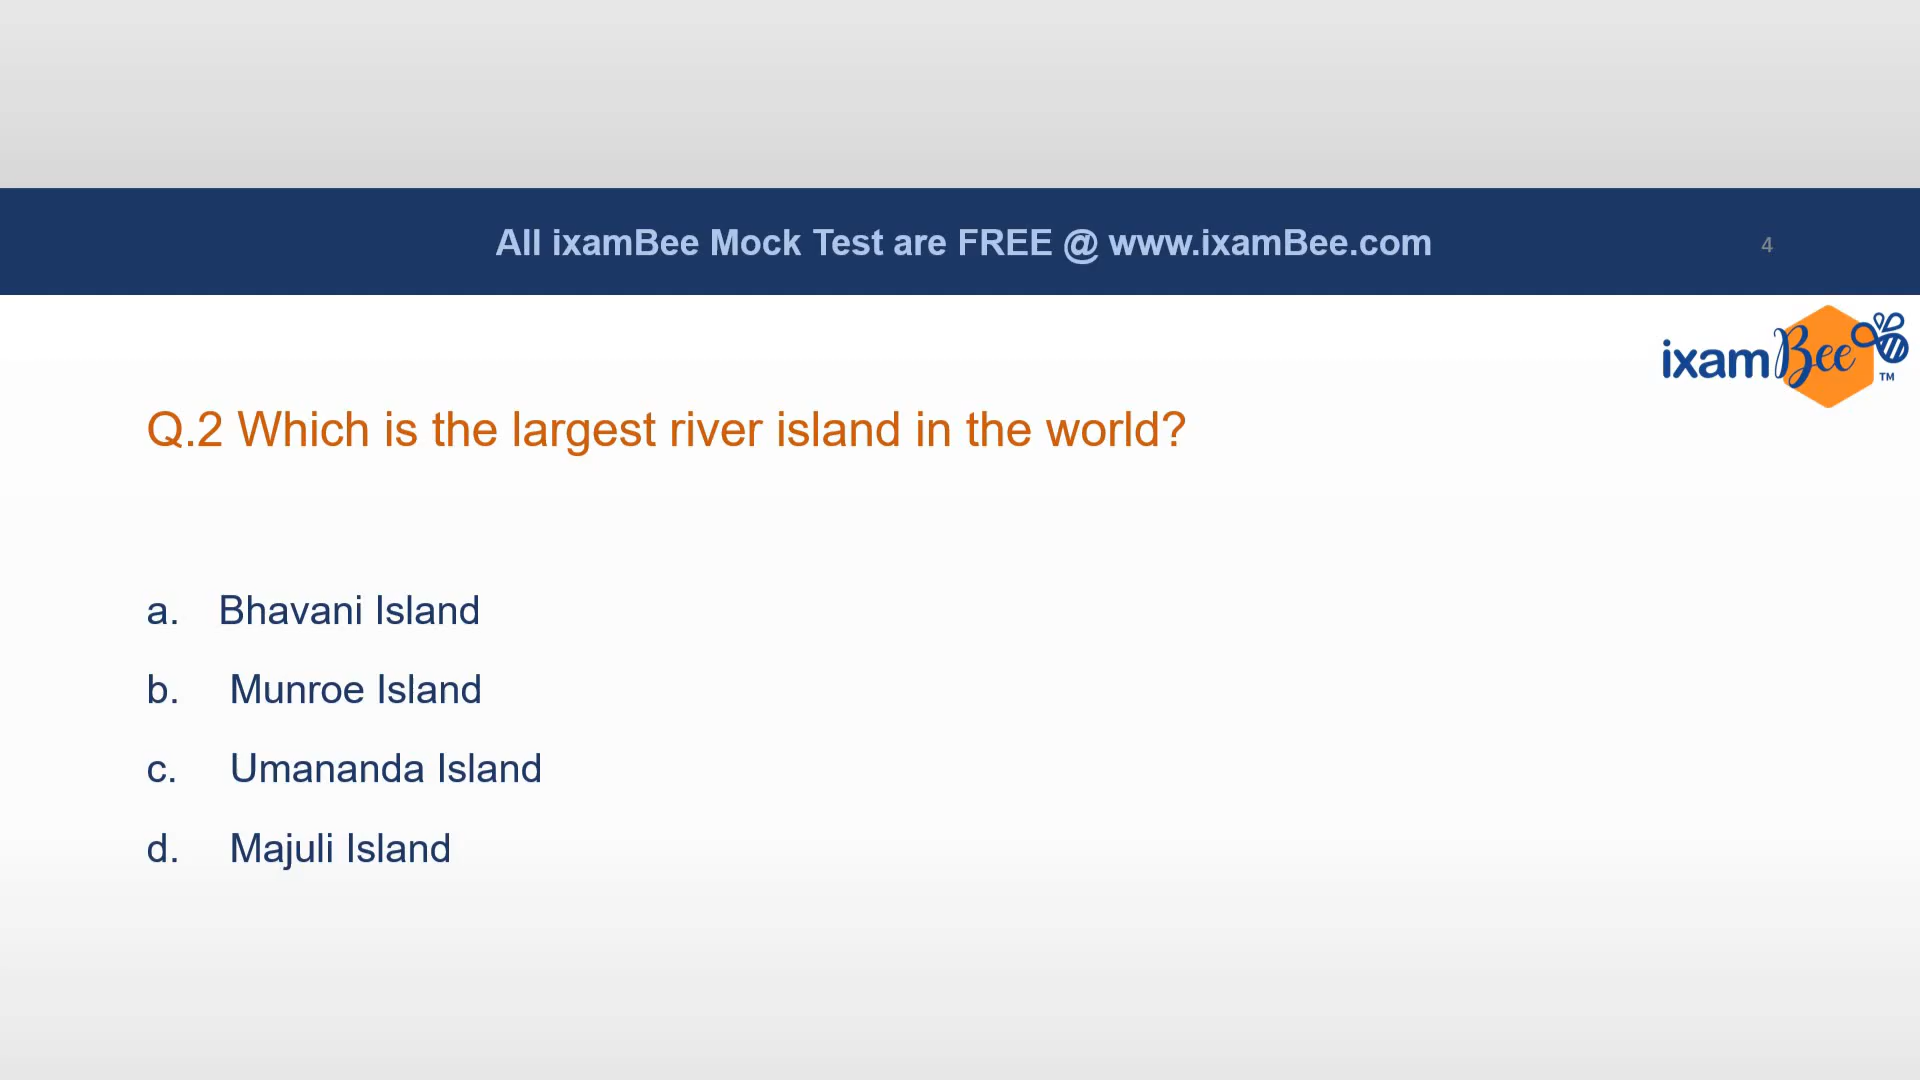 All ixamBee Mock Test are FREE @ www.ixamBee.com
4
ixamBee TM
Q.2 Which is the largest river island in the world?
a. Bhavani Island
b. Munroe Island
c. Umananda Island
d. Majuli Island